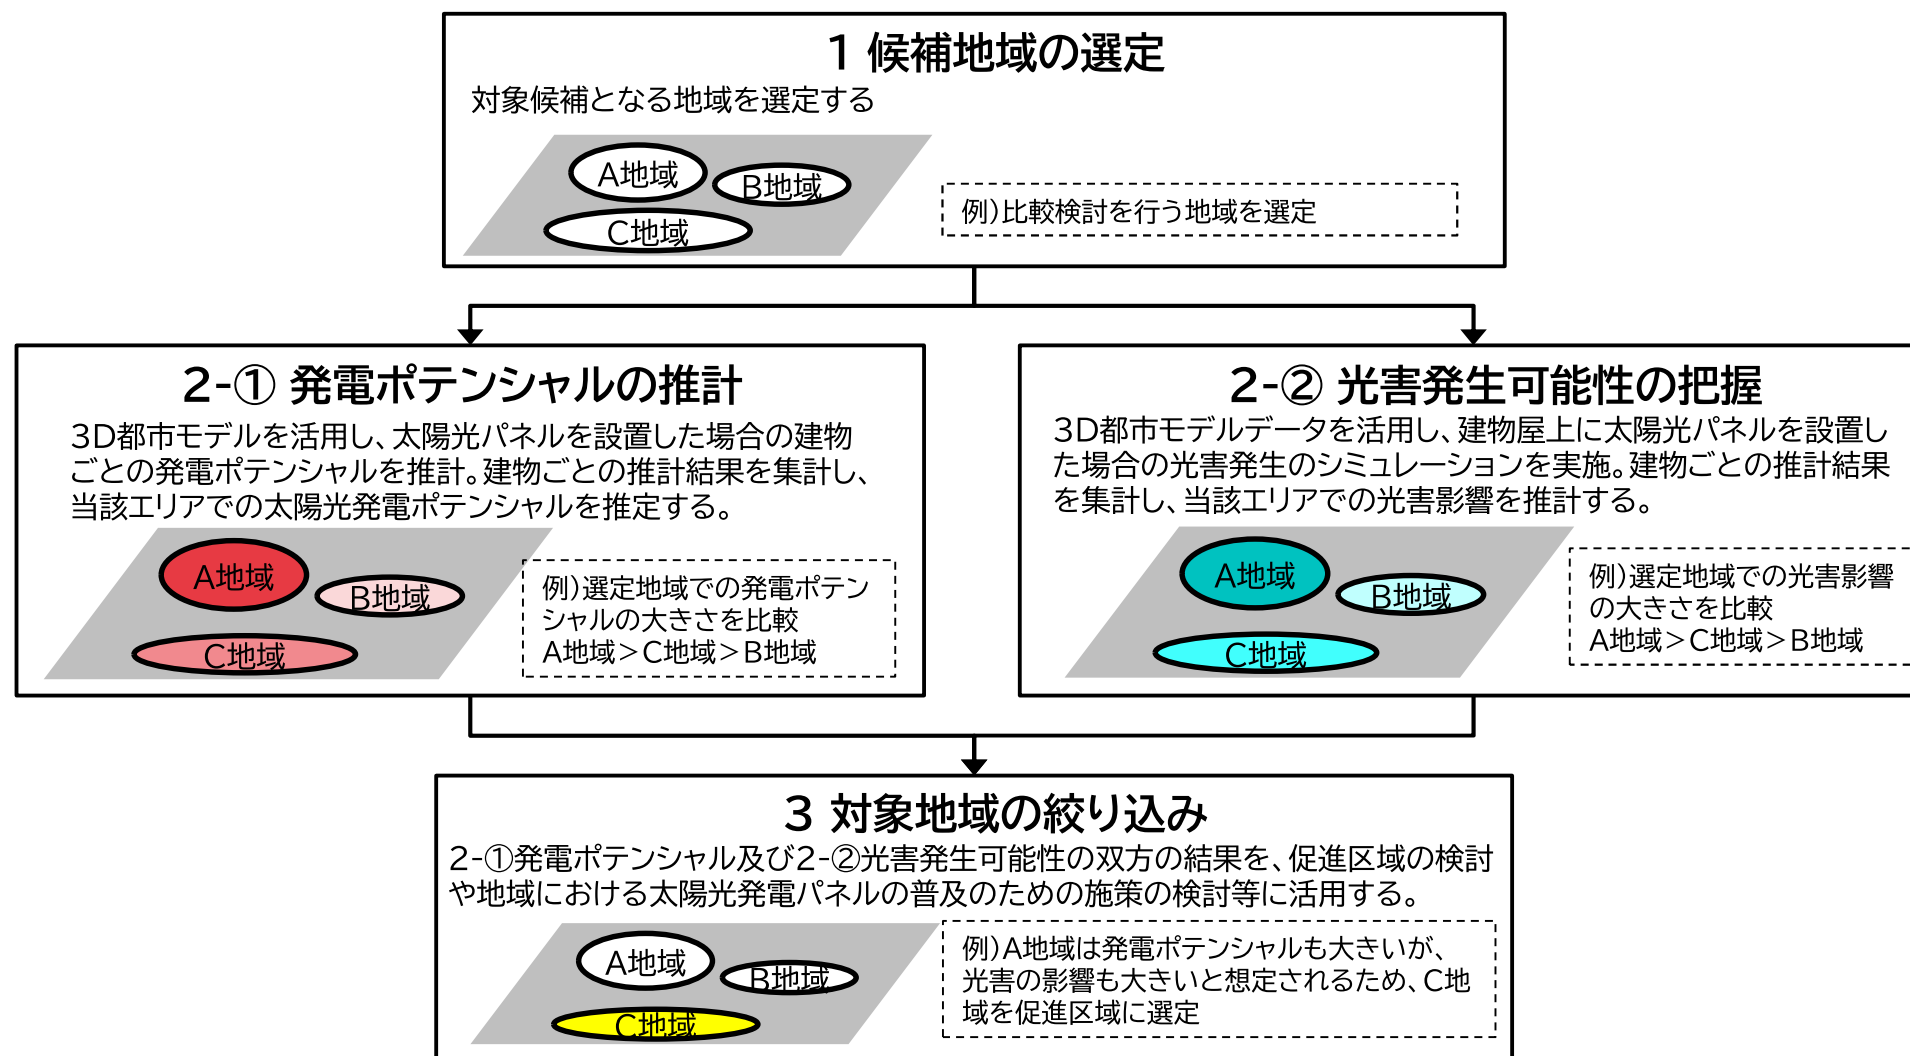 1 候補地域の選定
対象候補となる地域を選定する
A地域
B地域
C地域
例)比較検討を行う地域を選定
2-① 発電ポテンシャルの推計
3D都市モデルを活用し、太陽光パネルを設置した場合の建物
ごとの発電ポテンシャルを推計。建物ごとの推計結果を集計し、
当該エリアでの太陽光発電ポテンシャルを推定する。
A地域
B地域
C地域
例)選定地域での発電ポテン
シャルの大きさを比較
A地域>C地域>B地域
2-② 光害発生可能性の把握
3D都市モデルデータを活用し、建物屋上に太陽光パネルを設置し
た場合の光害発生のシミュレーションを実施。建物ごとの推計結果
を集計し、当該エリアでの光害影響を推計する。
A地域
B地域
C地域
例)選定地域での光害影響
の大きさを比較
A地域>C地域>B地域
3 対象地域の絞り込み
2-①発電ポテンシャル及び2-②光害発生可能性の双方の結果を、促進区域の検討
や地域における太陽光発電パネルの普及のための施策の検討等に活用する。
A地域
B地域
C地域
例)A地域は発電ポテンシャルも大きいが、
光害の影響も大きいと想定されるため、C地
域を促進区域に選定